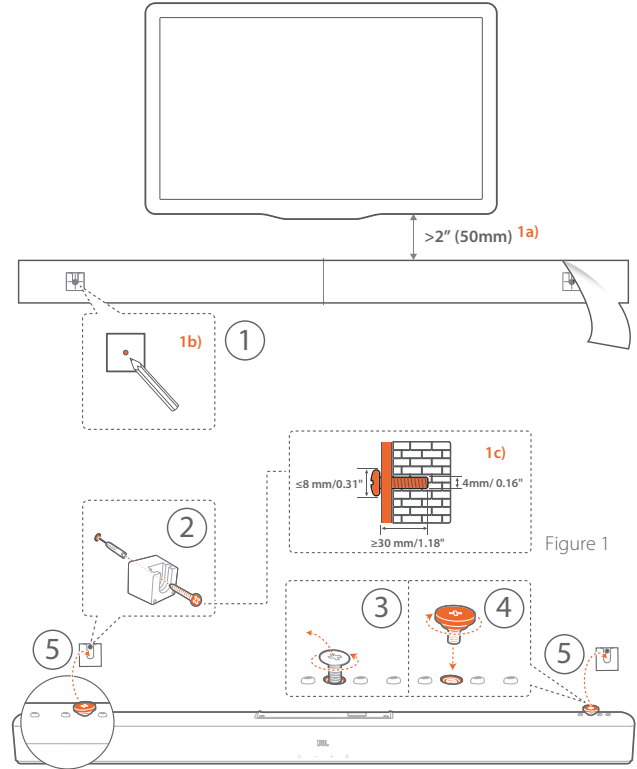 >2” (50mm) 1a)
1b)
1
1c)
≤8 mm/0.31"
4mm/ 0.16"
≥30 mm/1.18"
2
Figure 1
3
4
5
5
JBL